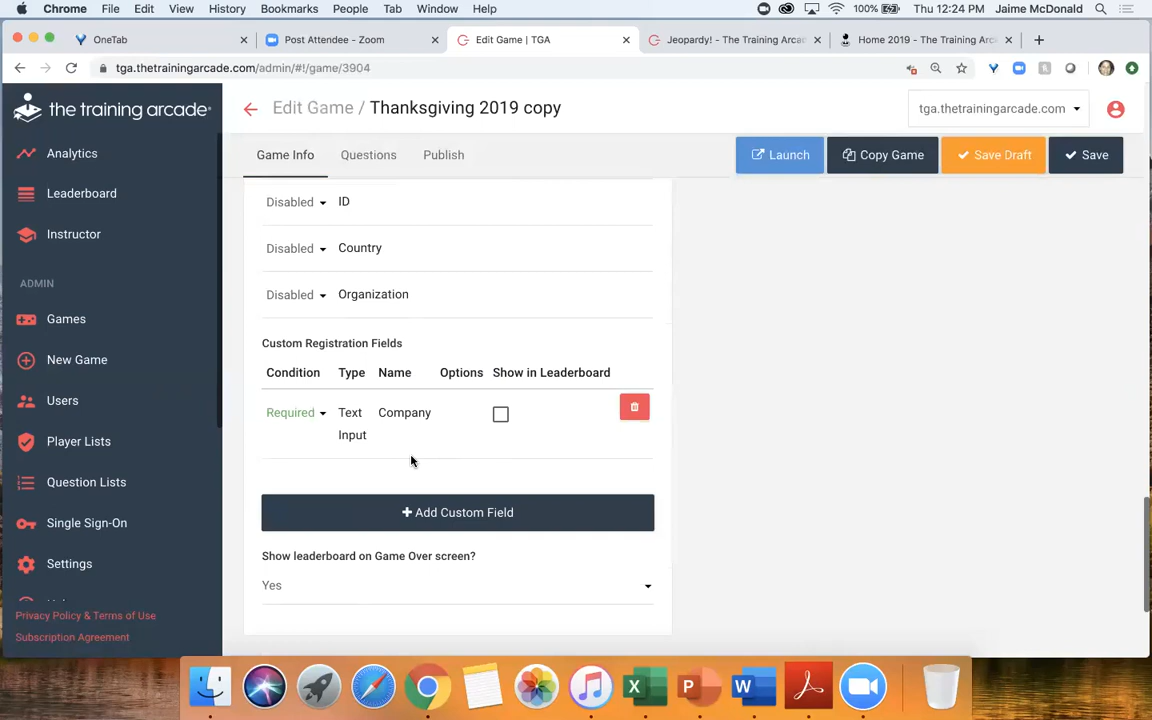 Chrome File Edit View History Bookmarks People Tab Window Help 100% Thu 12:24 PM Jaime McDonald
OneTab Post Attendee - Zoom Edit Game | TGA Jeopardy! - The Training Arcad Home 2019 - The Training Arc
tga.thetrainingarcade.com/admin/#!/game/3904
the training arcade
Edit Game / Thanksgiving 2019 copy
tga.thetrainingarcade.com
Game Info Questions Publish
Launch Copy Game Save Draft Save
Analytics
Leaderboard
Instructor
ADMIN
Games
New Game
Users
Player Lists
Question Lists
Single Sign-On
Settings
Privacy Policy & Terms of Use
Subscription Agreement
Disabled ID
Disabled Country
Disabled Organization
Custom Registration Fields
Condition Type Name Options Show in Leaderboard
Required Text Company
Input
Add Custom Field
Show leaderboard on Game Over screen?
Yes